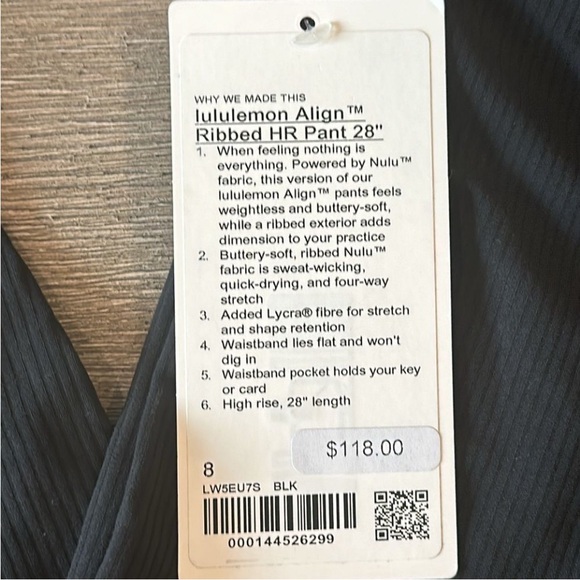 WHY WE MADE THIS
lululemon Align™
Ribbed HR Pant 28"
1. When feeling nothing is
everything. Powered by Nulu™
fabric, this version of our
lululemon Align™ pants feels
weightless and buttery-soft,
while a ribbed exterior adds
dimension to your practice
2. Buttery-soft, ribbed Nulu™
fabric is sweat-wicking,
quick-drying, and four-way
stretch
3. Added Lycra® fibre for stretch
and shape retention
4. Waistband lies flat and won't
dig in
5. Waistband pocket holds your key
or card
6. High rise, 28" length
$118.00
8
LW5EU7S BLK
000144526299